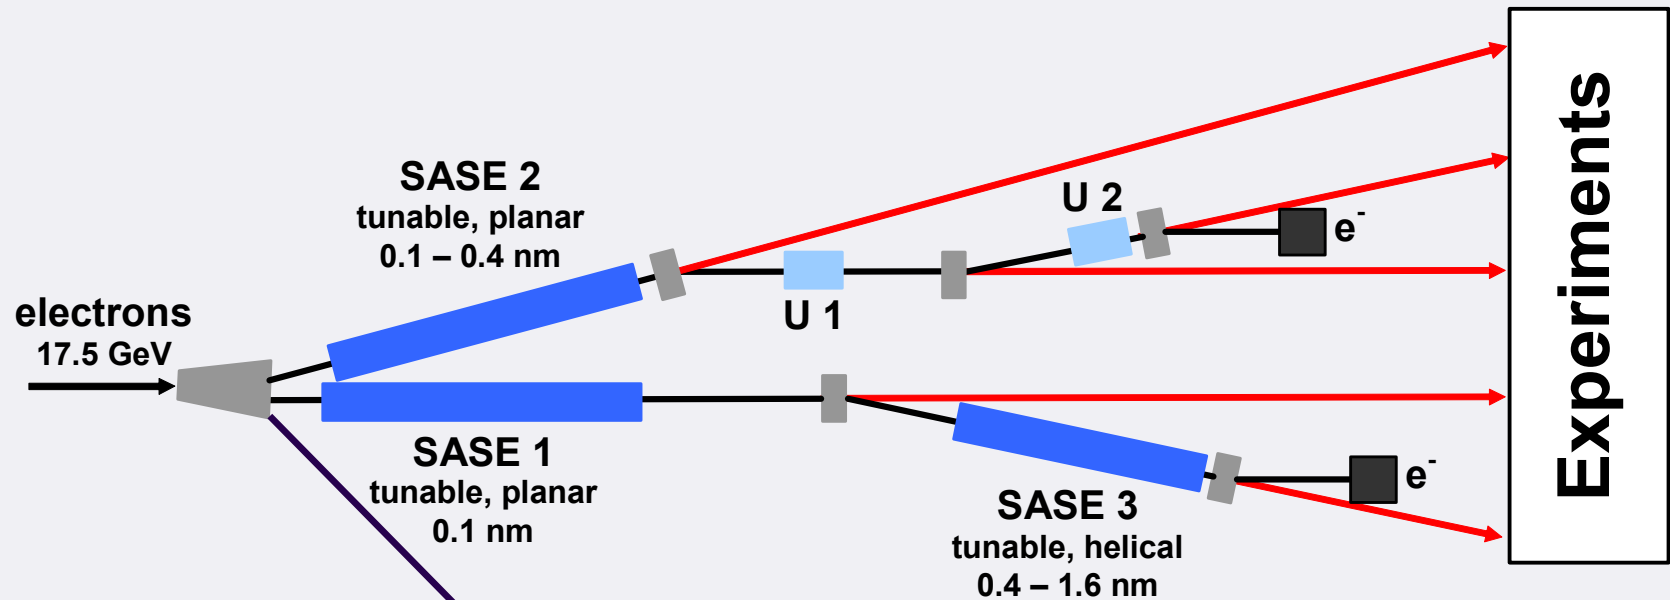 SASE 2
tunable, planar
0.1 – 0.4 nm
electrons
17.5 GeV
U 1
U 2
e-
SASE 1
tunable, planar
0.1 nm
SASE 3
tunable, helical
0.4 – 1.6 nm
e-
Experiments